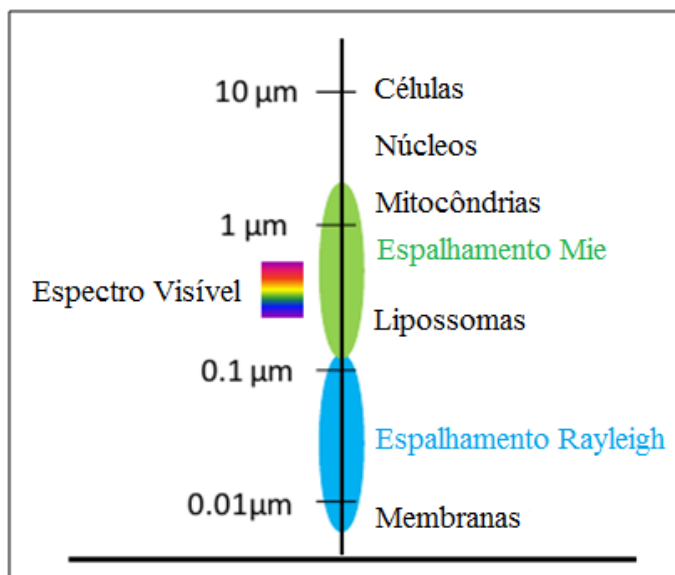 10 µm
Células
Núcleos
Mitocôndrias
1 µm
Espalhamento Mie
Espectro Visível
Lipossomas
0.1 µm
Espalhamento Rayleigh
0.01µm
Membranas